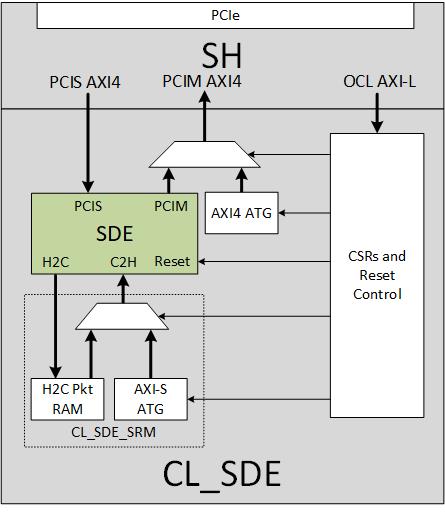 PCIe
SH
PCIS AXI4
PCIM AXI4
OCL AXI-L
PCIS
PCIM
SDE
H2C
C2H
Reset
AXI4 ATG
CSRs and
Reset
Control
H2C Pkt
RAM
AXI-S
ATG
CL_SDE_SRM
CL_SDE